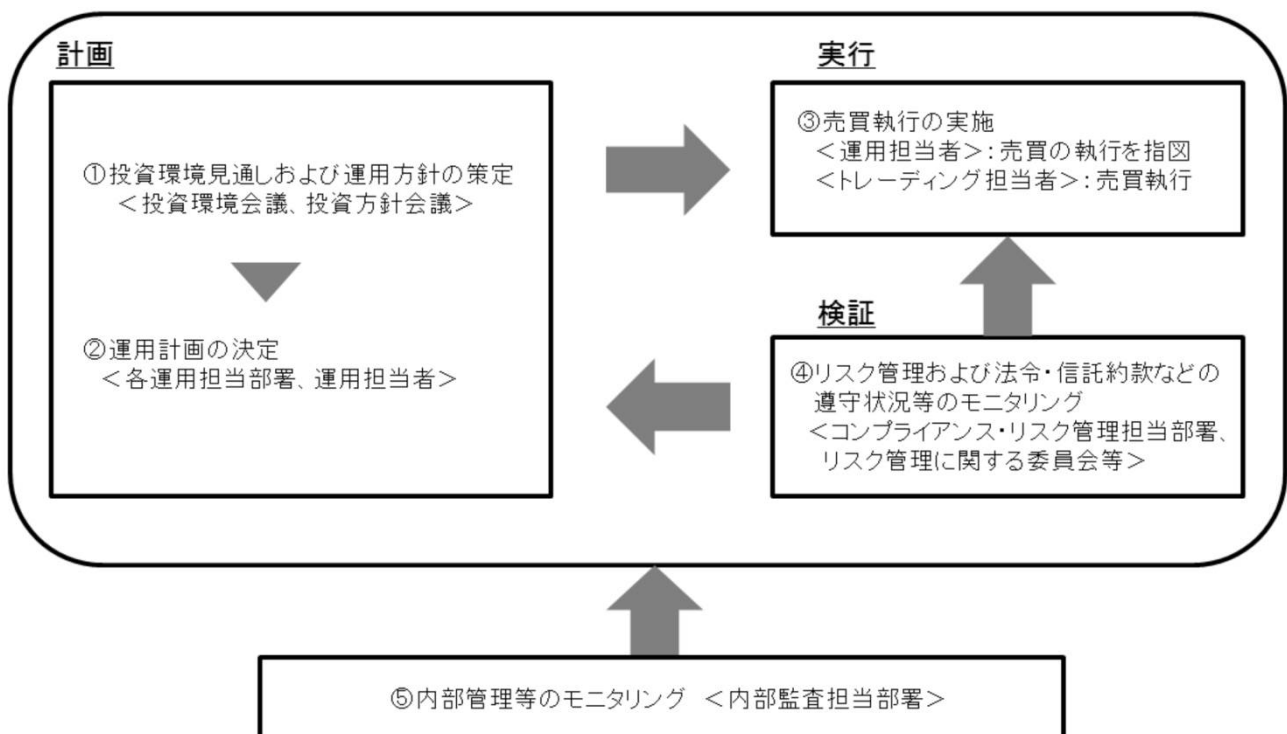 計画
①投資環境見通しおよび運用方針の策定
＜投資環境会議、投資方針会議＞
②運用計画の決定
＜各運用担当部署、運用担当者＞
実行
③売買執行の実施
＜運用担当者＞：売買の執行を指図
＜トレーディング担当者＞：売買執行
検証
④リスク管理および法令・信託約款などの
遵守状況等のモニタリング
＜コンプライアンス・リスク管理担当部署、
リスク管理に関する委員会等＞
⑤内部管理等のモニタリング ＜内部監査担当部署＞